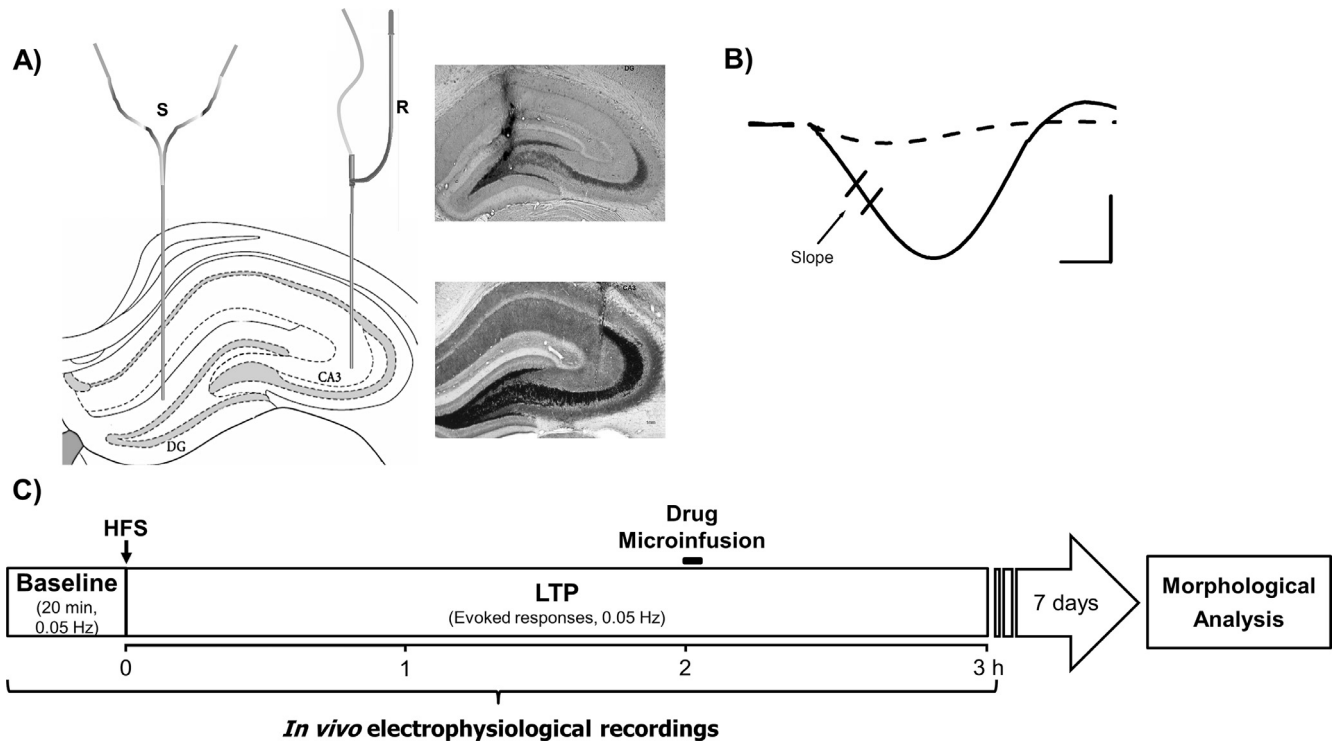 A)
S
R
DG
CA3
CA3
DG
B)
Slope
C)
HFS
Drug
Microinfusion
Baseline
(20 min,
0.05 Hz)
LTP
(Evoked responses, 0.05 Hz)
7 days
Morphological
Analysis
0
1
2
3 h
In vivo electrophysiological recordings